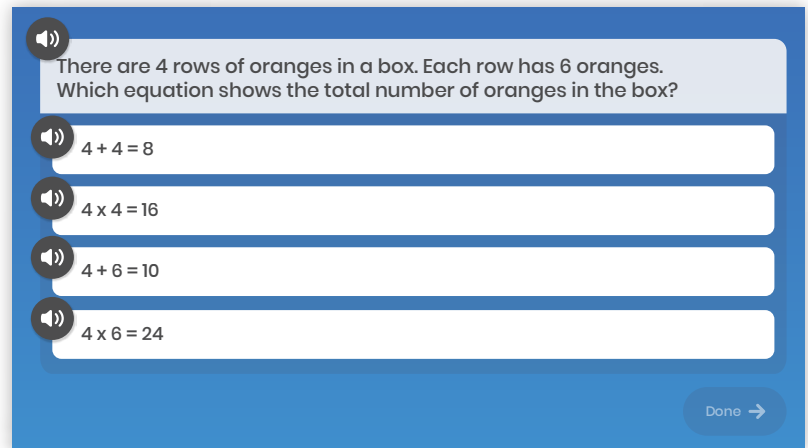 There are 4 rows of oranges in a box. Each row has 6 oranges.
Which equation shows the total number of oranges in the box?
4 + 4 = 8
4 x 4 = 16
4 + 6 = 10
4 x 6 = 24
Done